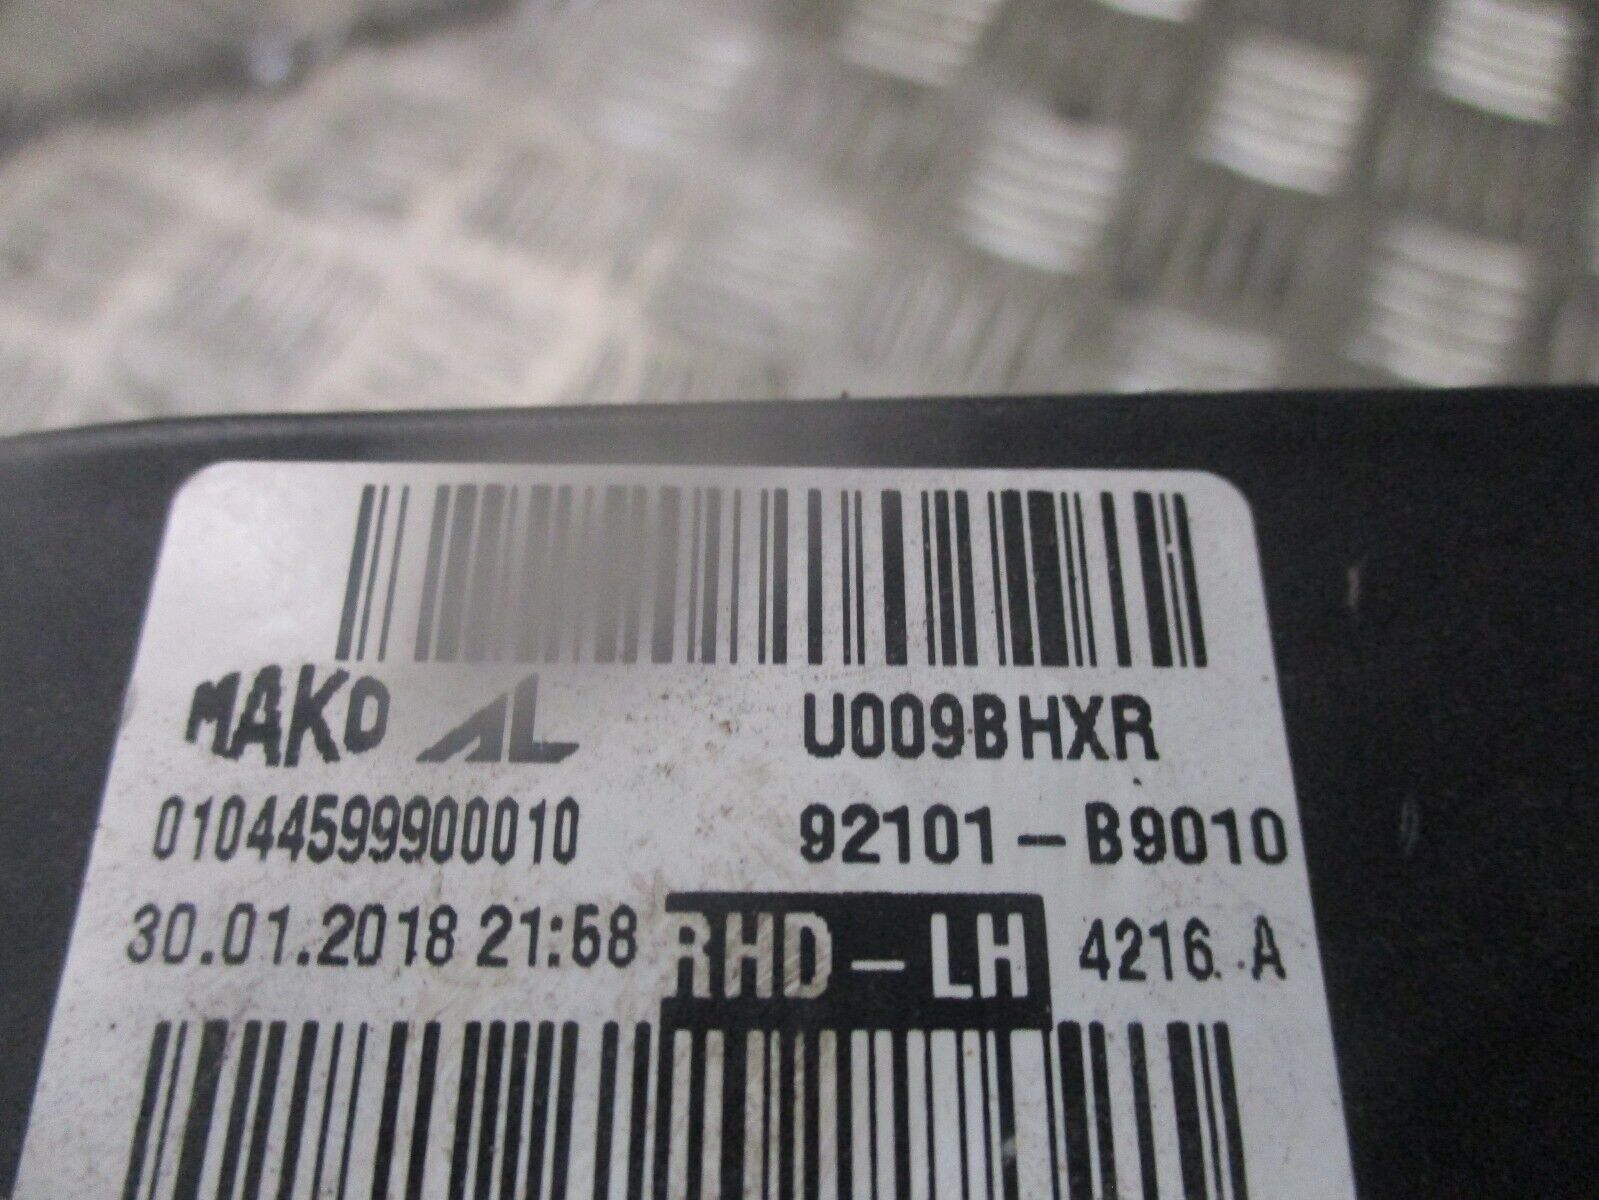 MAKO AL U009BHXR
01044599900010 92101-B9010
30.01.2018 21:58 RHD-LH 4216 A